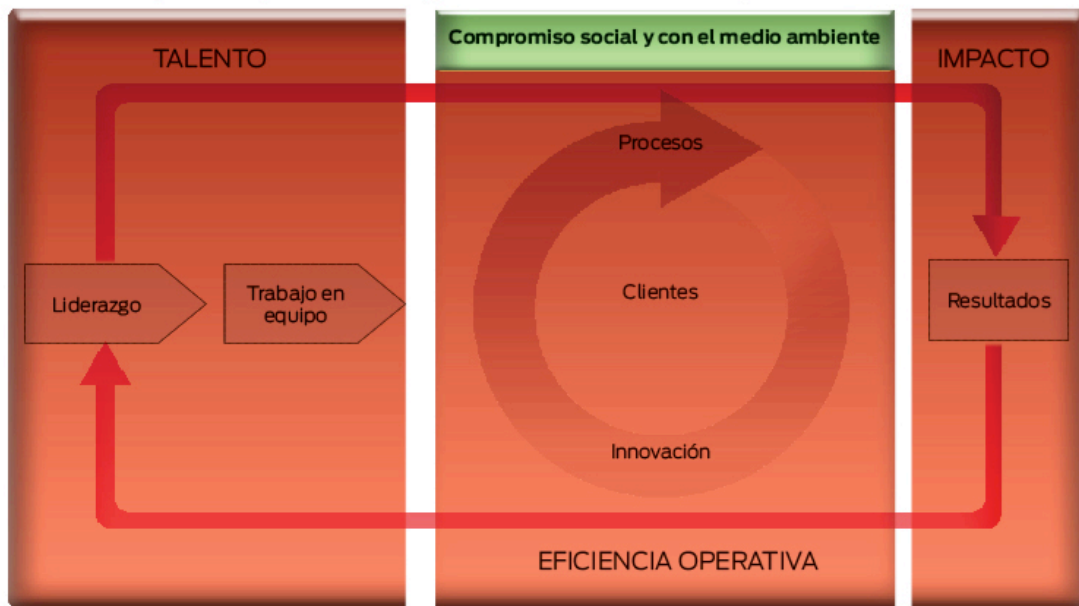 TALENTO
Compromiso social y con el medio ambiente
IMPACTO
Procesos
Liderazgo
Trabajo en
equipo
Clientes
Resultados
Innovación
EFICIENCIA OPERATIVA